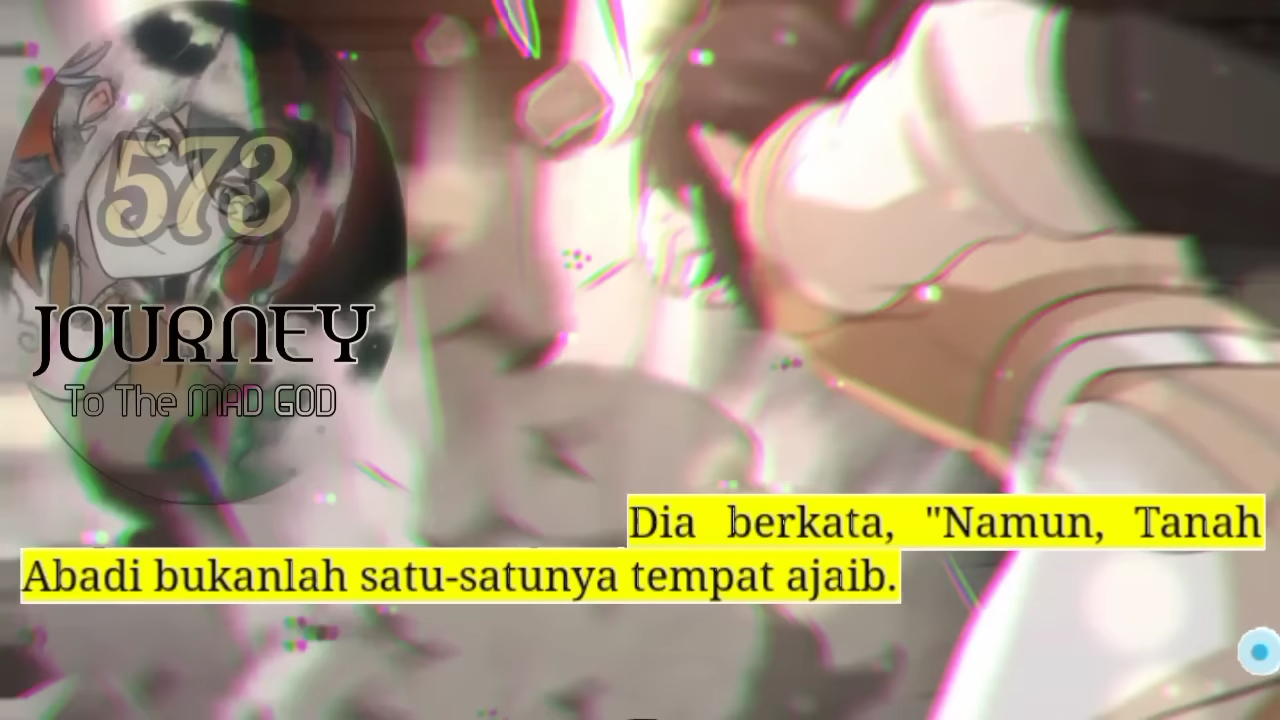 573
JOURNEY
To The MAD GOD
Dia berkata, "Namun, Tanah
Abadi bukanlah satu-satunya tempat ajaib.